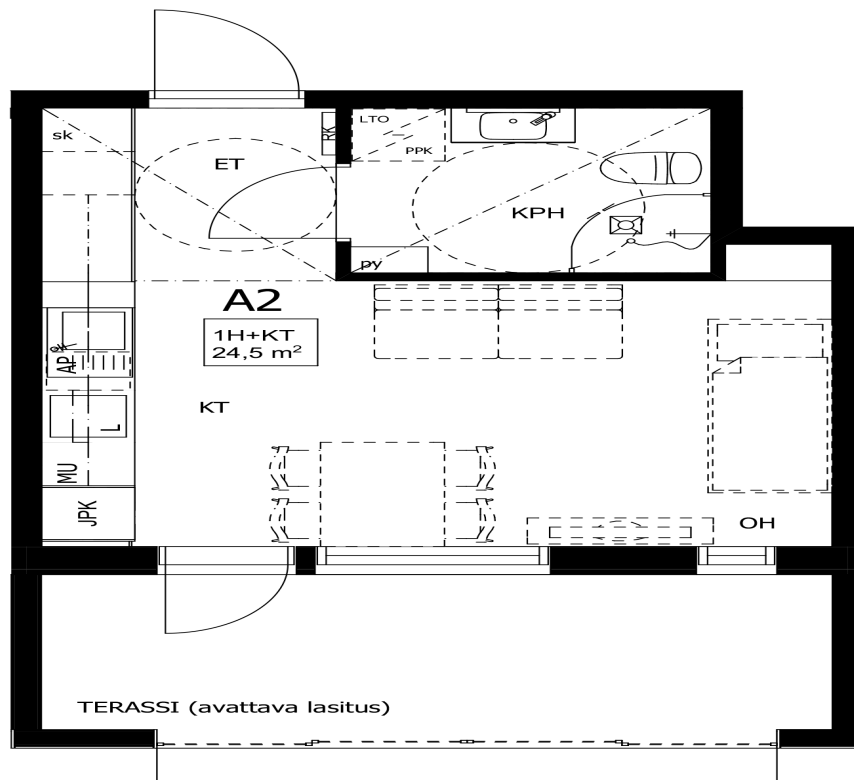 sk
ET
RK
LTO
PPK
KPH
py
A2
1H+KT
24,5 m²
AP
KT
L
MU
JPK
OH
TERASSI (avattava lasitus)